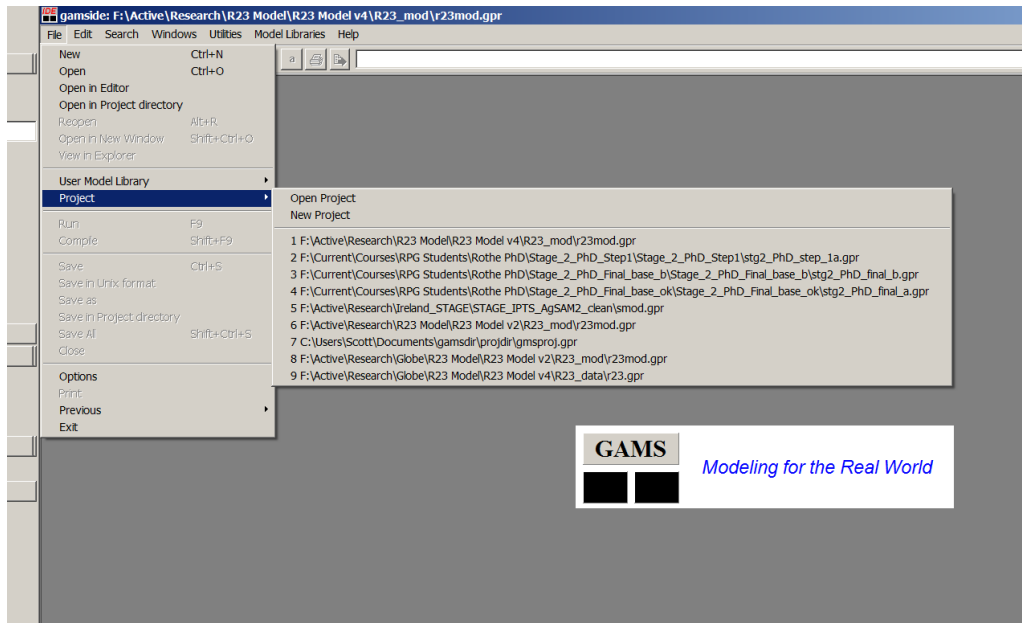 IDE gamside: F:\Active\Research\R23 Model\R23 Model v4\R23_mod\r23mod.gpr
File Edit Search Windows Utilities Model Libraries Help
a
New Ctrl+N
Open Ctrl+O
Open in Editor
Open in Project directory
Reopen Alt+R
Open in New Window Shift+Ctrl+O
View in Explorer
User Model Library
Project
Run F9
Compile Shift+F9
Save Ctrl+S
Save in Unix format
Save as
Save in Project directory
Save All Shift+Ctrl+S
Close
Options
Print
Previous
Exit
Open Project
New Project
1 F:\Active\Research\R23 Model\R23 Model v4\R23_mod\r23mod.gpr
2 F:\Current\Courses\RPG Students\Rothe PhD\Stage_2_PhD_Step1\Stage_2_PhD_Step1\stg2_PhD_step_1a.gpr
3 F:\Current\Courses\RPG Students\Rothe PhD\Stage_2_PhD_Final_base_b\Stage_2_PhD_Final_base_b\stg2_PhD_final_b.gpr
4 F:\Current\Courses\RPG Students\Rothe PhD\Stage_2_PhD_Final_base_ok\Stage_2_PhD_Final_base_ok\stg2_PhD_final_a.gpr
5 F:\Active\Research\Ireland_STAGE\STAGE_IPTS_AgSAM2_clean\smod.gpr
6 F:\Active\Research\R23 Model\R23 Model v2\R23_mod\r23mod.gpr
7 C:\Users\Scott\Documents\gamsdir\projdir\gmsproj.gpr
8 F:\Active\Research\Globe\R23 Model\R23 Model v2\R23_mod\r23mod.gpr
9 F:\Active\Research\Globe\R23 Model\R23 Model v4\R23_data\r23.gpr
GAMS
Modeling for the Real World